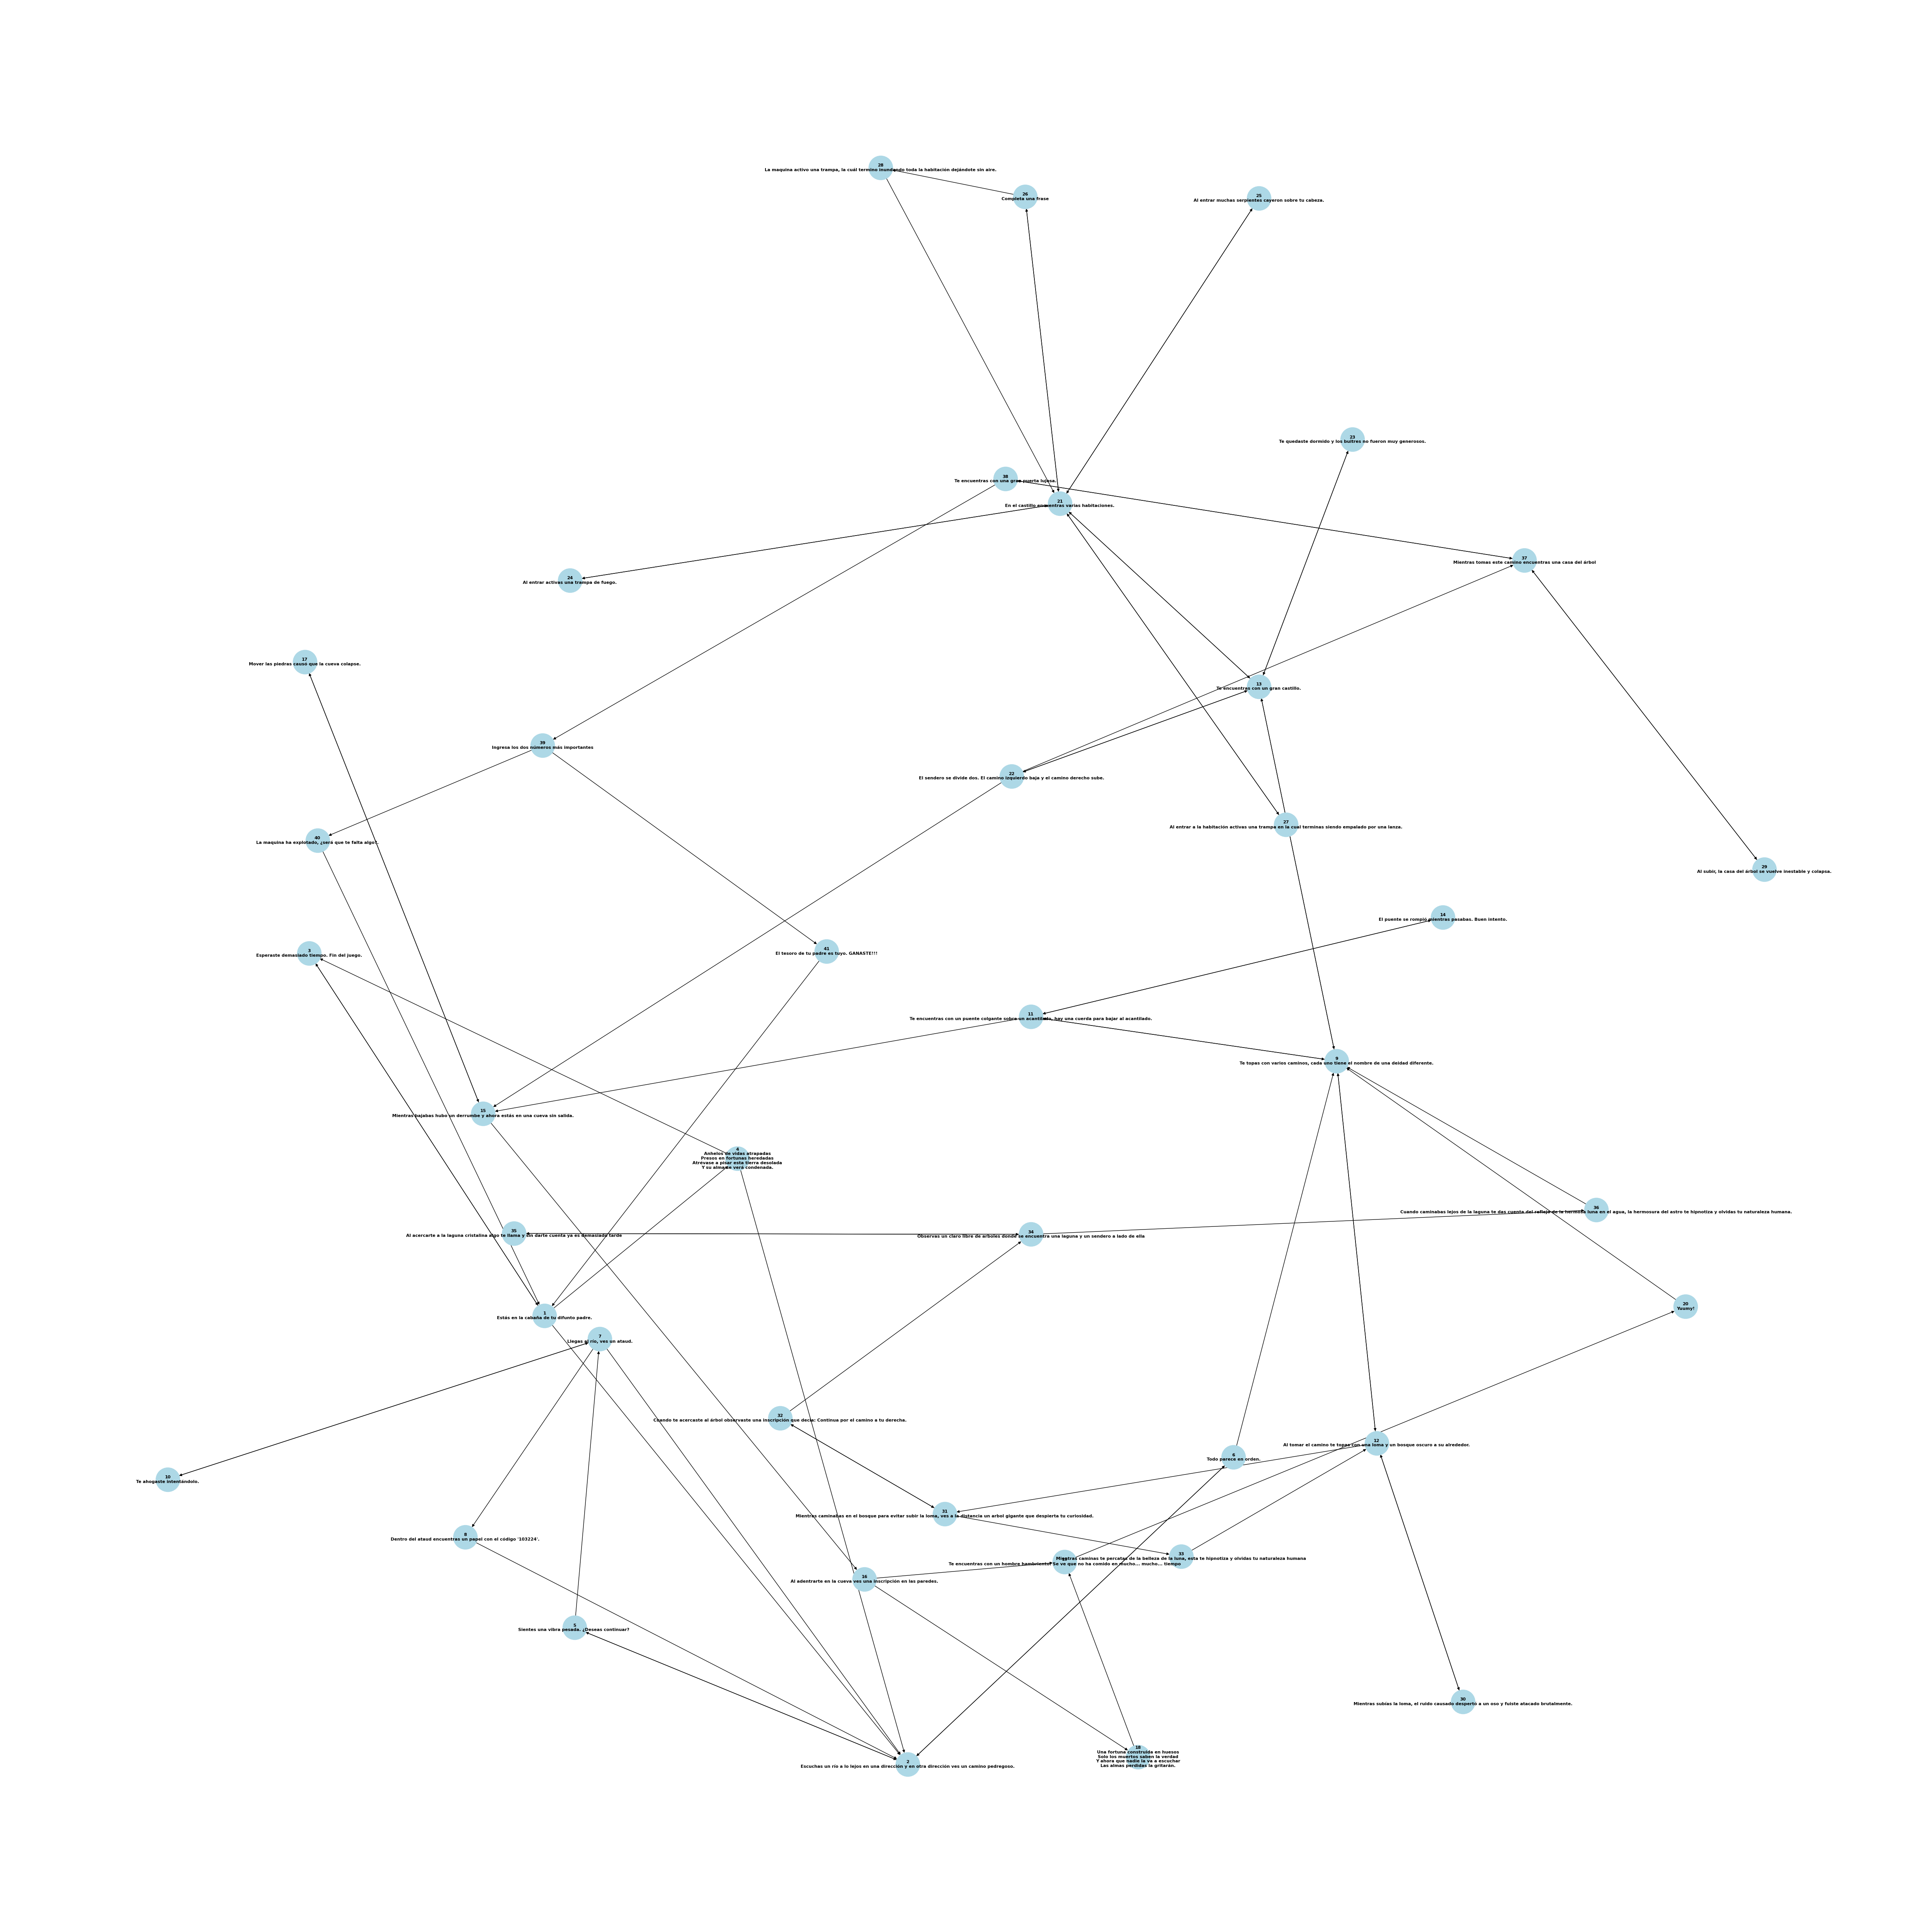 28
La maquina activo una trampa, la cuál termino inundando toda la habitación dejándote sin aire.
26
Completa una frase
25
Al entrar muchas serpientes cayeron sobre tu cabeza.
23
Te quedaste dormido y los buitres no fueron muy generosos.
38
Te encuentras con una gran puerta lujosa.
21
En el castillo encuentras varias habitaciones.
37
Mientras tomas este camino encuentras una casa del árbol
24
Al entrar activas una trampa de fuego.
17
Mover las piedras causó que la cueva colapse.
13
Te encuentras con un gran castillo.
39
Ingresa los dos números más importantes
22
El sendero se divide dos. El camino izquierdo baja y el camino derecho sube.
27
Al entrar a la habitación activas una trampa en la cual terminas siendo empalado por una lanza.
40
La maquina ha explotado, ¿será que te falta algo?.
29
Al subir, la casa del árbol se vuelve inestable y colapsa.
14
El puente se rompió mientras pasabas. Buen intento.
3
Esperaste demasiado tiempo. Fin del juego.
41
El tesoro de tu padre es tuyo. GANASTE!!!
11
Te encuentras con un puente colgante sobre un acantilado, hay una cuerda para bajar al acantilado.
9
Te topas con varios caminos, cada uno tiene el nombre de una deidad diferente.
15
Mientras bajabas hubo un derrumbe y ahora estás en una cueva sin salida.
4
Anhelos de vidas atrapadas
Presos en fortunas heredadas
Atrévase a pisar esta tierra desolada
Y su alma se verá condenada.
36
Cuando caminabas lejos de la laguna te das cuenta del reflejo de la hermosa luna en el agua, la hermosura del astro te hipnotiza y olvidas tu naturaleza humana.
35
Al acercarte a la laguna cristalina algo te llama y sin darte cuenta ya es demasiado tarde
34
Observas un claro libre de arboles donde se encuentra una laguna y un sendero a lado de ella
20
Yuumy!
1
Estás en la cabaña de tu difunto padre.
7
Llegas al río, ves un ataud.
32
Cuando te acercaste al árbol observaste una inscripción que decía: Continua por el camino a tu derecha.
12
Al tomar el camino te topas con una loma y un bosque oscuro a su alrededor.
6
Todo parece en orden.
10
Te ahogaste intentándolo.
31
Mientras caminabas en el bosque para evitar subir la loma, ves a la distancia un arbol gigante que despierta tu curiosidad.
8
Dentro del ataud encuentras un papel con el código '103224'.
33
Mientras caminas te percatas de la belleza de la luna, esta te hipnotiza y olvidas tu naturaleza humana
Te encuentras con un hombre hambriento. Se ve que no ha comido en mucho... mucho... tiempo
16
Al adentrarte en la cueva ves una inscripción en las paredes.
5
Sientes una vibra pesada. ¿Deseas continuar?
30
Mientras subías la loma, el ruido causado despertó a un oso y fuiste atacado brutalmente.
18
Una fortuna construida en huesos
Solo los muertos saben la verdad
Y ahora que nadie la va a escuchar
Las almas perdidas la gritarán.
2
Escuchas un río a lo lejos en una dirección y en otra dirección ves un camino pedregoso.